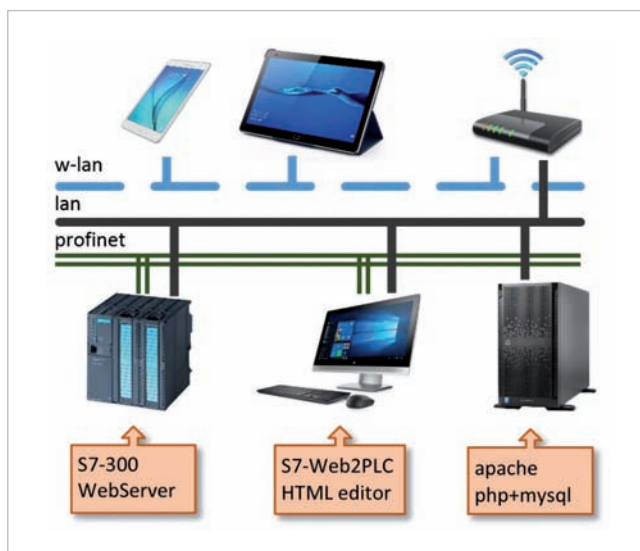 w-lan
lan
profinet
S7-300
WebServer
S7-Web2PLC
HTML editor
apache
php+mysql